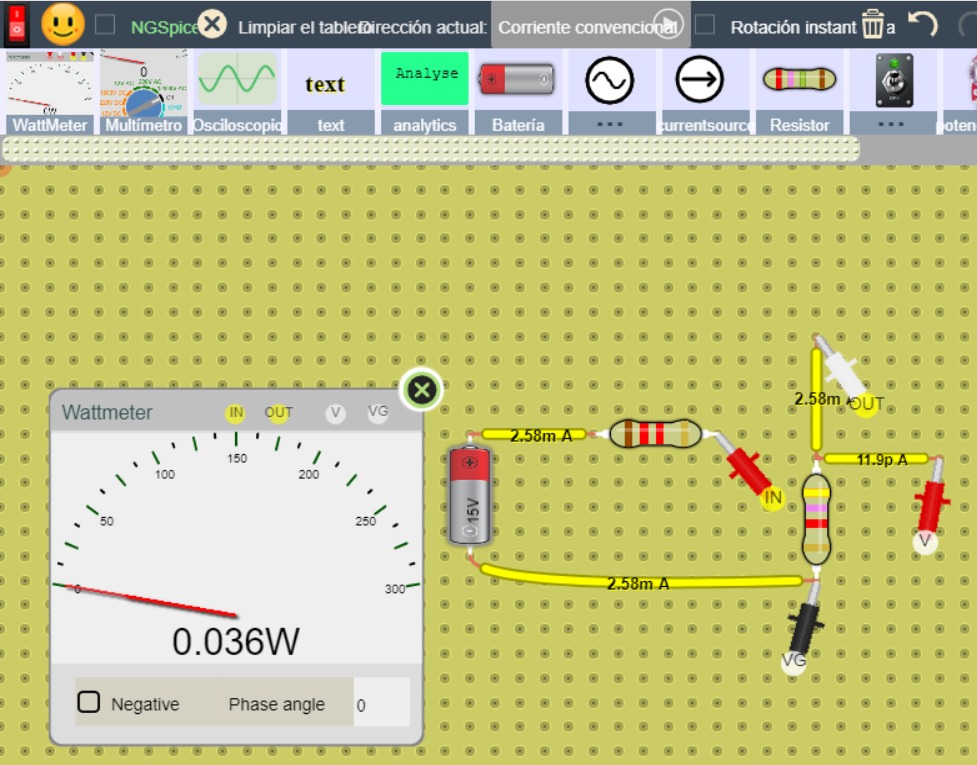 NGSpice
Limpiar el tablero
Dirección actual:
Corriente convencional
Rotación instant
a
WattMeter
Multímetro
Osciloscopio
text
text
Analyse
analytics
Batería
...
currentsource
Resistor
...
poten
Wattmeter
IN
OUT
V
VG
0
50
100
150
200
250
300
0.036W
Negative
Phase angle
0
2.58m A
15V
IN
2.58m A
OUT
11.9p A
V
2.58m A
VG